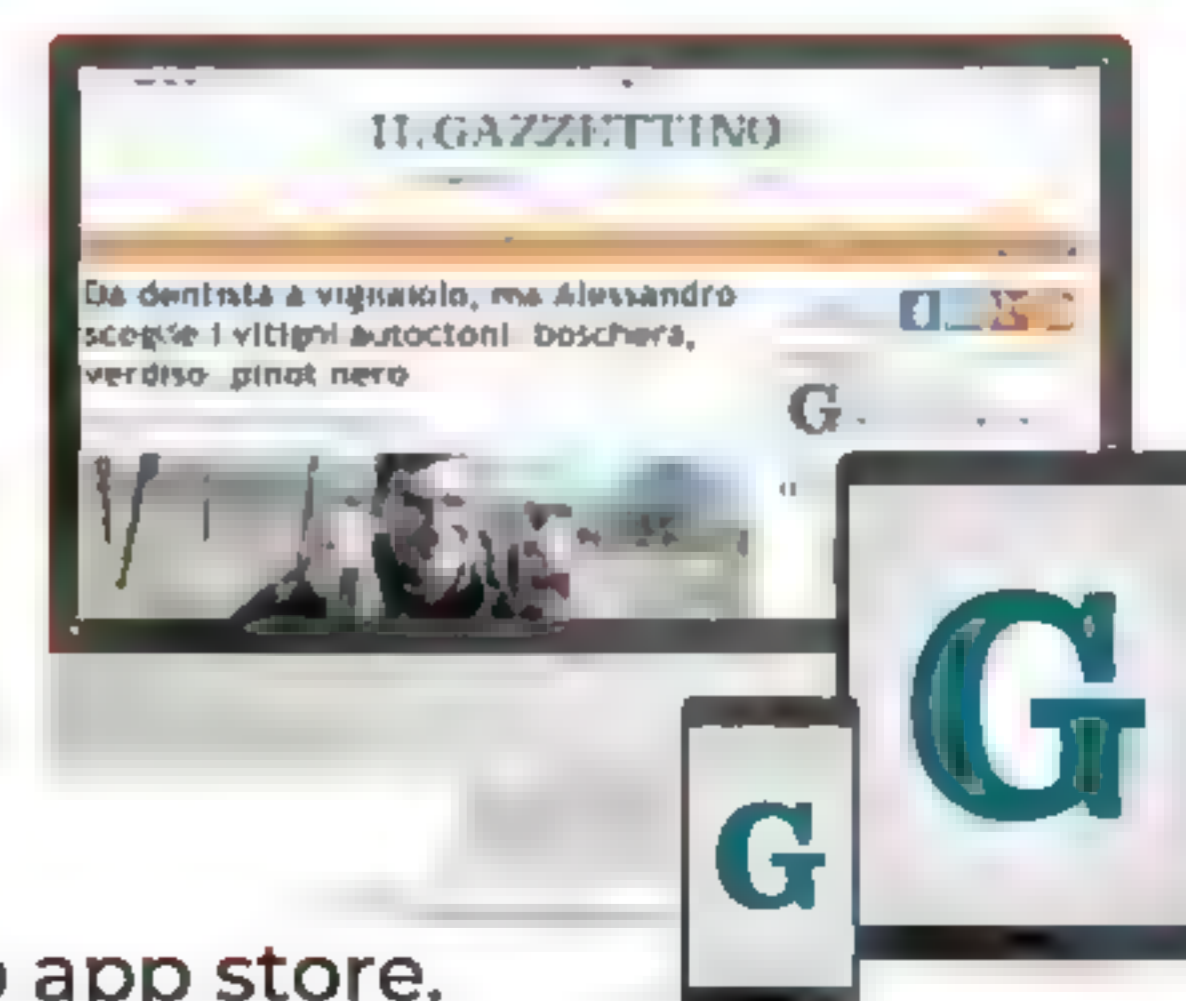 IL GAZZETTINO
Da dentista a vignaiolo, ma Alessandro
sceglie i vitigni autoctoni boschera,
verdiso pinot nero
G
G
G
app store.